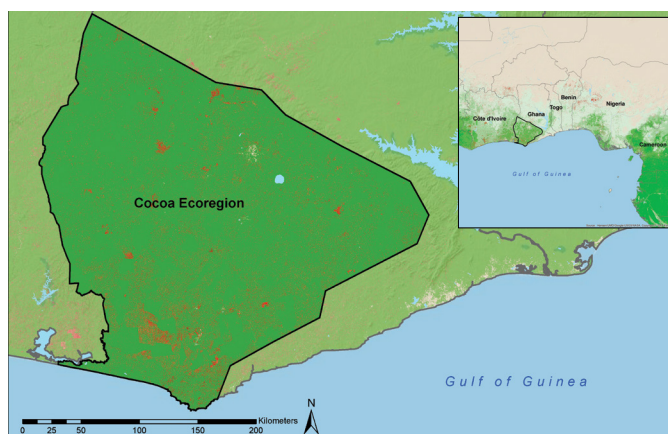 Cocoa Ecoregion
Gulf of Guinea
Kilometers
0 25 50 100 150 200
N
Benin
Togo
Nigeria
Ghana
Côte d'Ivoire
Cameroon
Gulf of Guinea